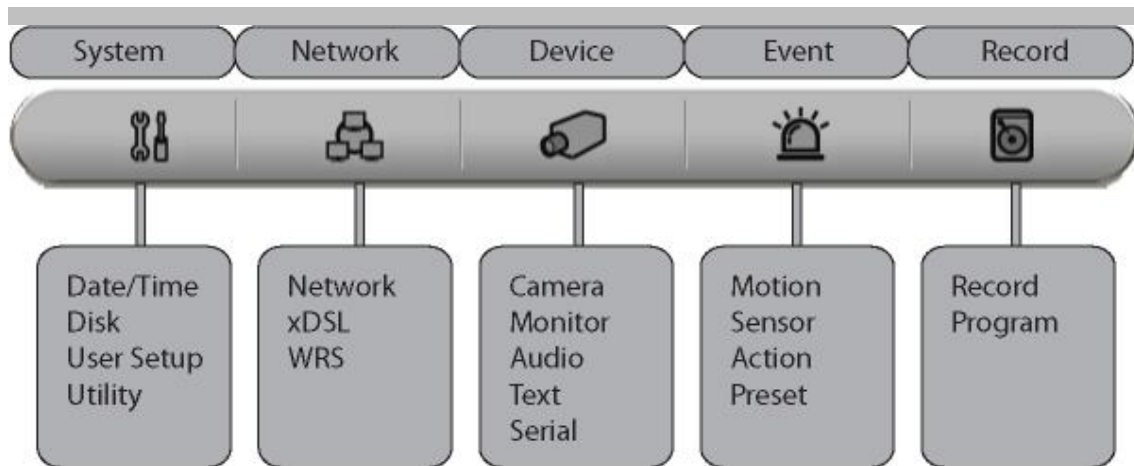 System
Network
Device
Event
Record
Date/Time
Disk
User Setup
Utility
Network
xDSL
WRS
Camera
Monitor
Audio
Text
Serial
Motion
Sensor
Action
Preset
Record
Program